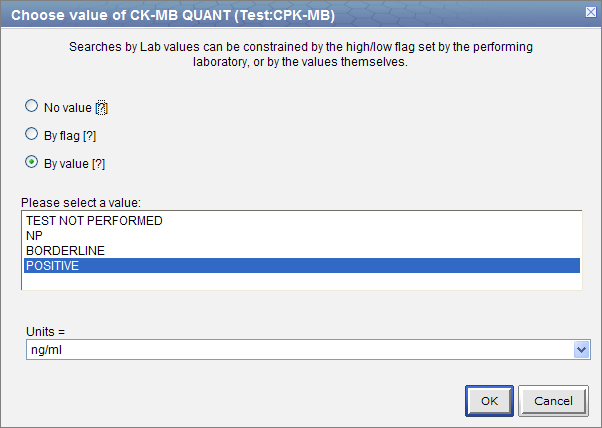 Choose value of CK-MB QUANT (Test:CPK-MB)
Searches by Lab values can be constrained by the high/low flag set by the performing
laboratory, or by the values themselves.
No value [?]
By flag [?]
By value [?]
Please select a value:
TEST NOT PERFORMED
NP
BORDERLINE
POSITIVE
Units =
ng/ml
OK Cancel